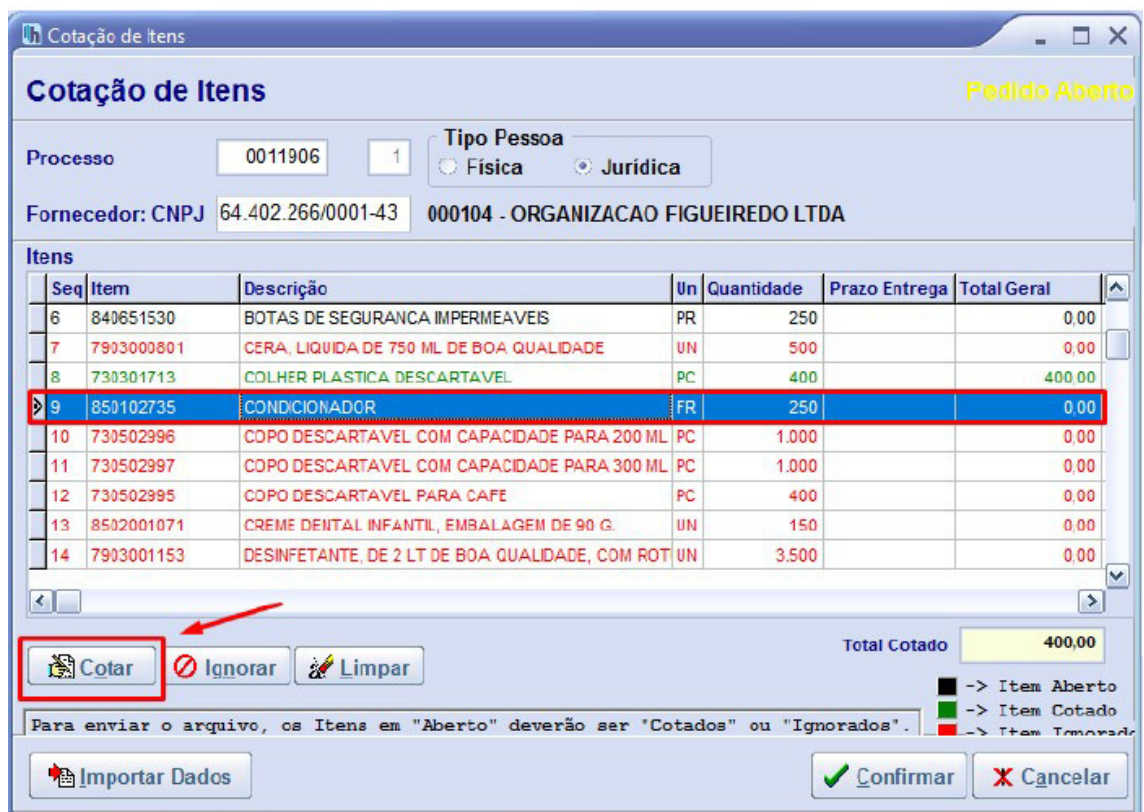 Cotação de Itens
Cotação de Itens Pedido Aberto
Tipo Pessoa
Processo 0011906 1 Física Jurídica
Fornecedor: CNPJ 64.402.266/0001-43 000104 - ORGANIZACAO FIGUEIREDO LTDA
Itens
Seq Item Descrição Un Quantidade Prazo Entrega Total Geral
6 840651530 BOTAS DE SEGURANCA IMPERMEAVEIS PR 250 0,00
7 7903000801 CERA, LIQUIDA DE 750 ML DE BOA QUALIDADE UN 500 0,00
8 730301713 COLHER PLASTICA DESCARTAVEL PC 400 400,00
9 850102735 CONDICIONADOR FR 250 0,00
10 730502996 COPO DESCARTAVEL COM CAPACIDADE PARA 200 ML PC 1.000 0,00
11 730502997 COPO DESCARTAVEL COM CAPACIDADE PARA 300 ML PC 1.000 0,00
12 730502995 COPO DESCARTAVEL PARA CAFE PC 400 0,00
13 8502001071 CREME DENTAL INFANTIL, EMBALAGEM DE 90 G. UN 150 0,00
14 7903001153 DESINFETANTE, DE 2 LT DE BOA QUALIDADE, COM ROT UN 3.500 0,00
Total Cotado 400,00
Cotar Ignorar Limpar
-> Item Aberto
-> Item Cotado
-> Item Ignorado
Para enviar o arquivo, os Itens em "Aberto" deverão ser "Cotados" ou "Ignorados".
Importar Dados Confirmar Cancelar